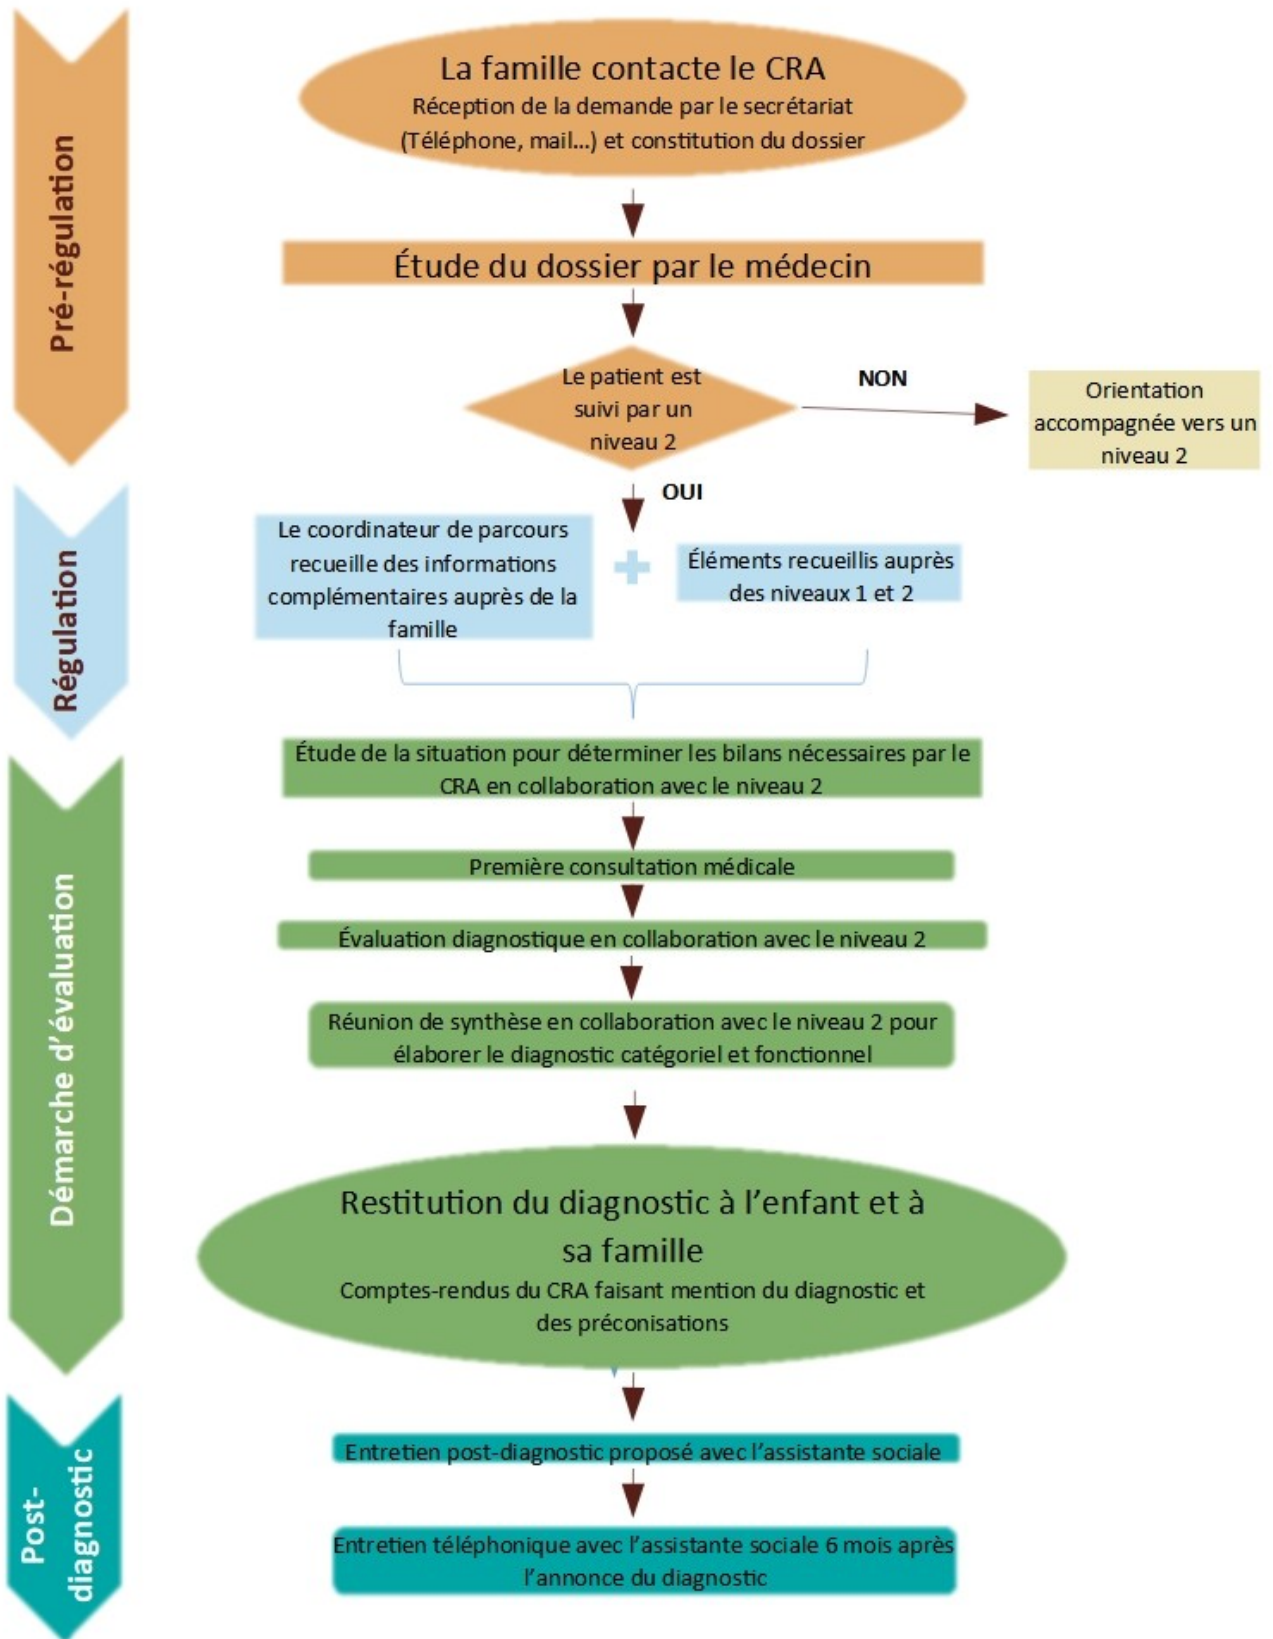 Pré-régulation
La famille contacte le CRA
Réception de la demande par le secrétariat
(Téléphone, mail...) et constitution du dossier
Étude du dossier par le médecin
Le patient est
suivi par un
niveau 2
NON
Orientation
accompagnée vers un
niveau 2
OUI
Régulation
Le coordinateur de parcours
recueille des informations
complémentaires auprès de la
famille
Éléments recueillis auprès
des niveaux 1 et 2
Démarche d'évaluation
Étude de la situation pour déterminer les bilans nécessaires par le
CRA en collaboration avec le niveau 2
Première consultation médicale
Évaluation diagnostique en collaboration avec le niveau 2
Réunion de synthèse en collaboration avec le niveau 2 pour
élaborer le diagnostic catégoriel et fonctionnel
Restitution du diagnostic à l'enfant et à
sa famille
Comptes-rendus du CRA faisant mention du diagnostic et
des préconisations
Post-
diagnostic
Entretien post-diagnostic proposé avec l'assistante sociale
Entretien téléphonique avec l'assistante sociale 6 mois après
l'annonce du diagnostic